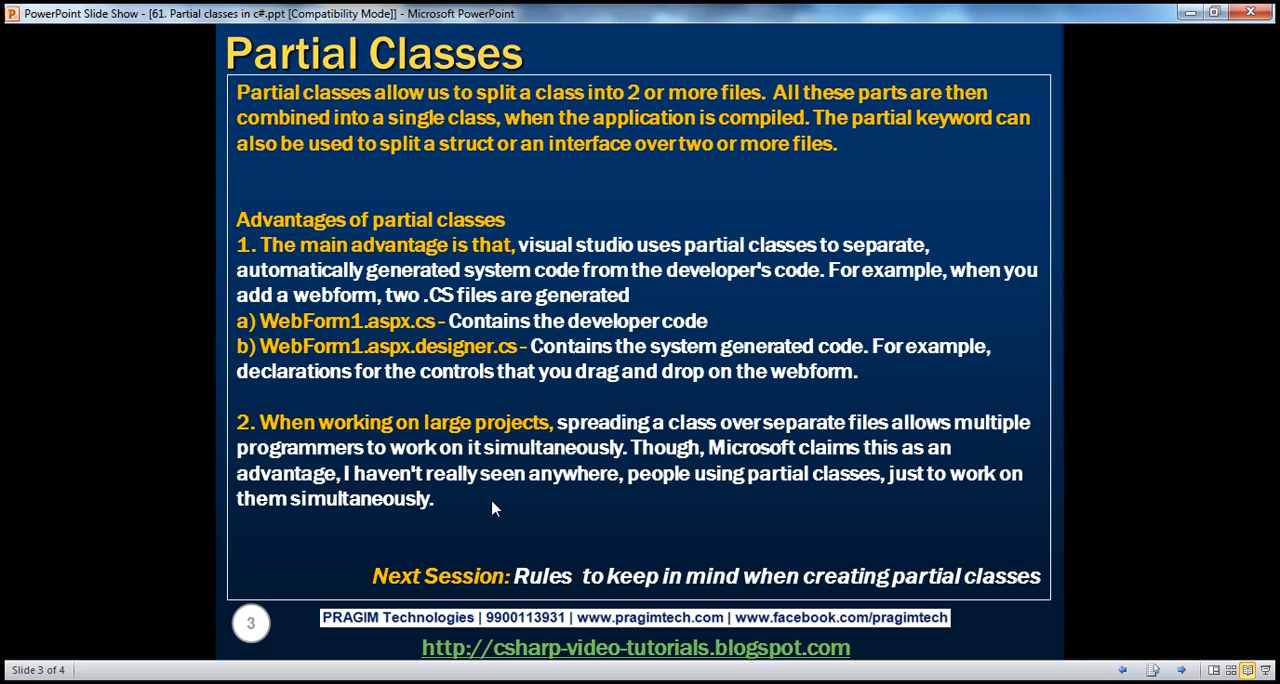 PowerPoint Slide Show - [61. Partial classes in c#.ppt [Compatibility Mode]] - Microsoft PowerPoint
Partial Classes
Partial classes allow us to split a class into 2 or more files.  All these parts are then
combined into a single class, when the application is compiled. The partial keyword can
also be used to split a struct or an interface over two or more files.
Advantages of partial classes
1. The main advantage is that, visual studio uses partial classes to separate,
automatically generated system code from the developer's code. For example, when you
add a webform, two .CS files are generated
a) WebForm1.aspx.cs - Contains the developer code
b) WebForm1.aspx.designer.cs - Contains the system generated code. For example,
declarations for the controls that you drag and drop on the webform.
2. When working on large projects, spreading a class over separate files allows multiple
programmers to work on it simultaneously. Though, Microsoft claims this as an
advantage, I haven't really seen anywhere, people using partial classes, just to work on
them simultaneously.
Next Session: Rules  to keep in mind when creating partial classes
3
PRAGIM Technologies | 9900113931 | www.pragimtech.com | www.facebook.com/pragimtech
http://csharp-video-tutorials.blogspot.com
Slide 3 of 4